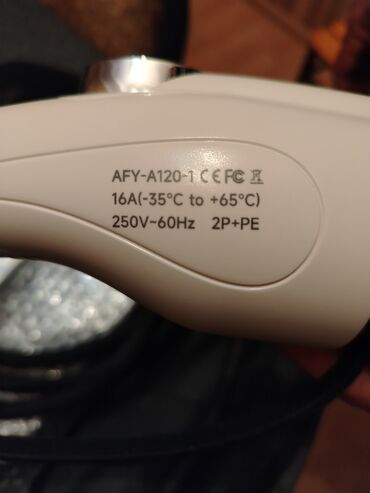 AFY-A120-1 CE FC
16A(-35°C to +65°C)
250V~60Hz 2P+PE